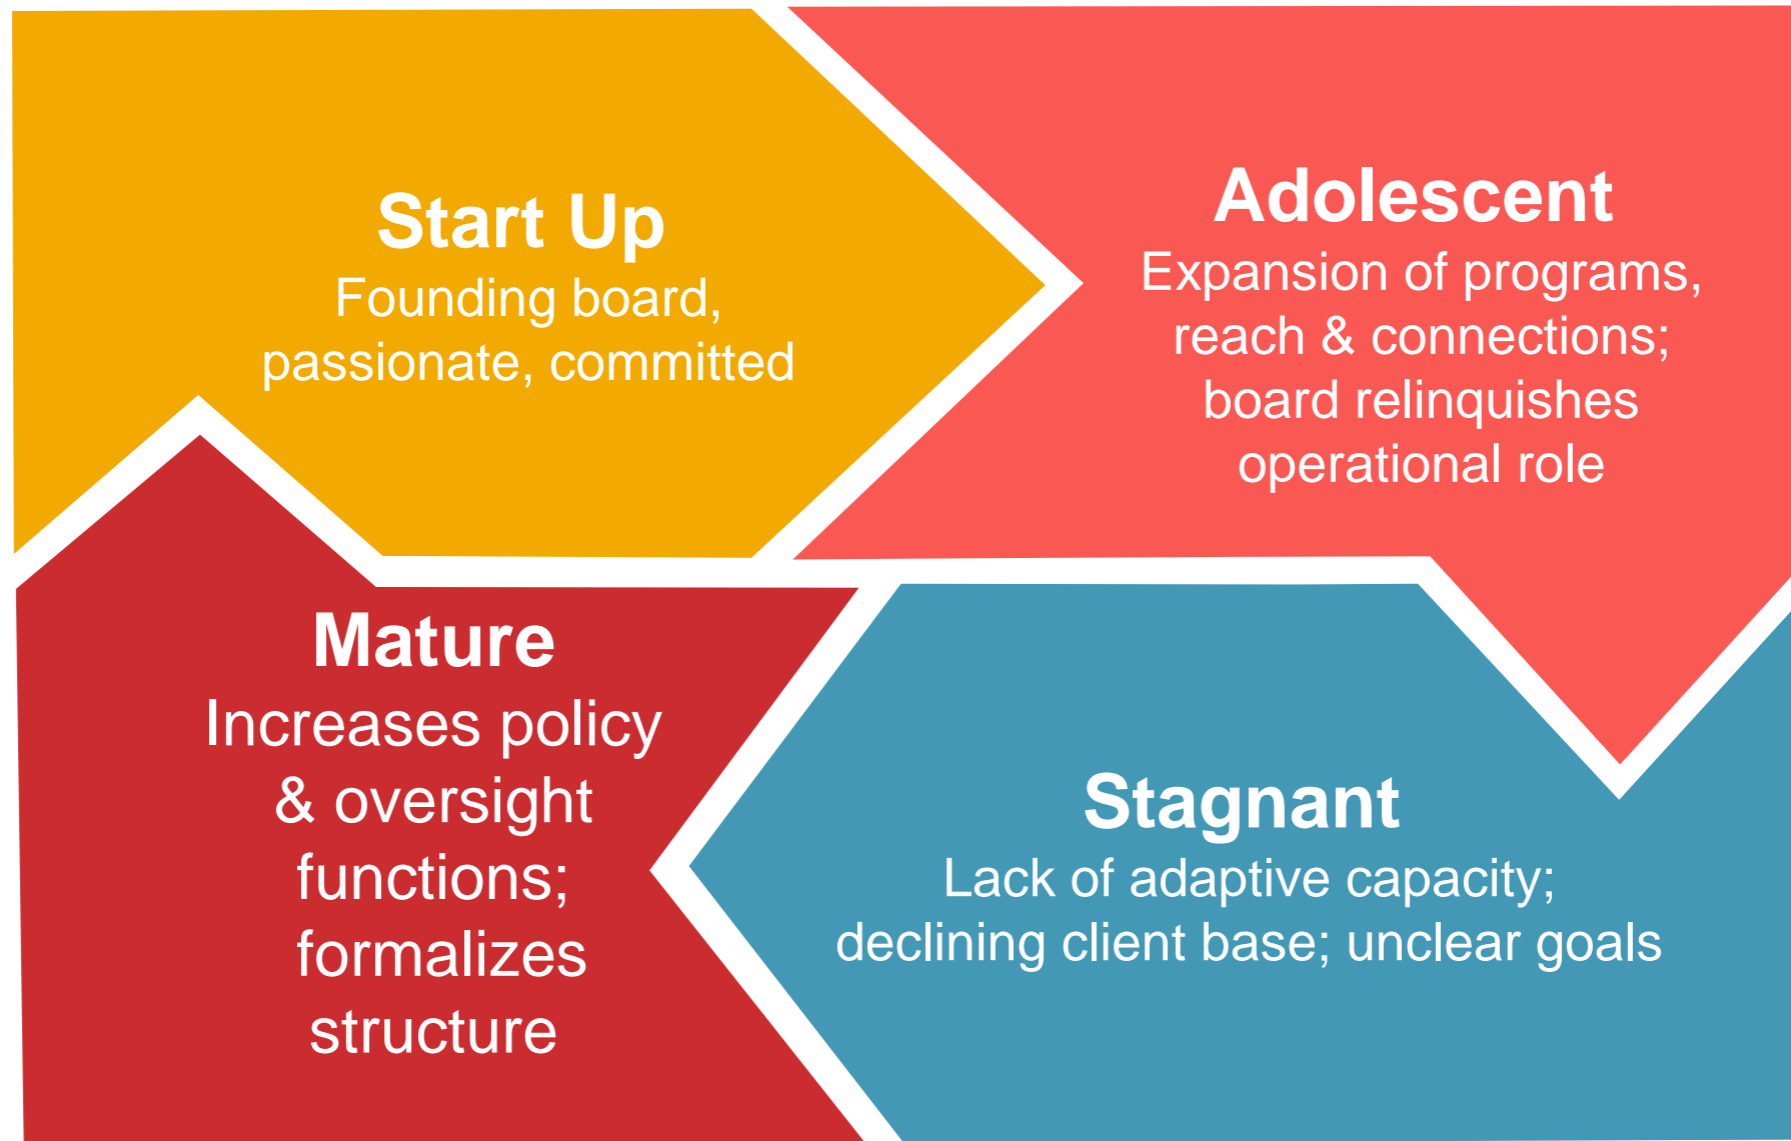 Start Up
Founding board,
passionate, committed
Adolescent
Expansion of programs,
reach & connections;
board relinquishes
operational role
Mature
Increases policy
& oversight
functions;
formalizes
structure
Stagnant
Lack of adaptive capacity;
declining client base; unclear goals